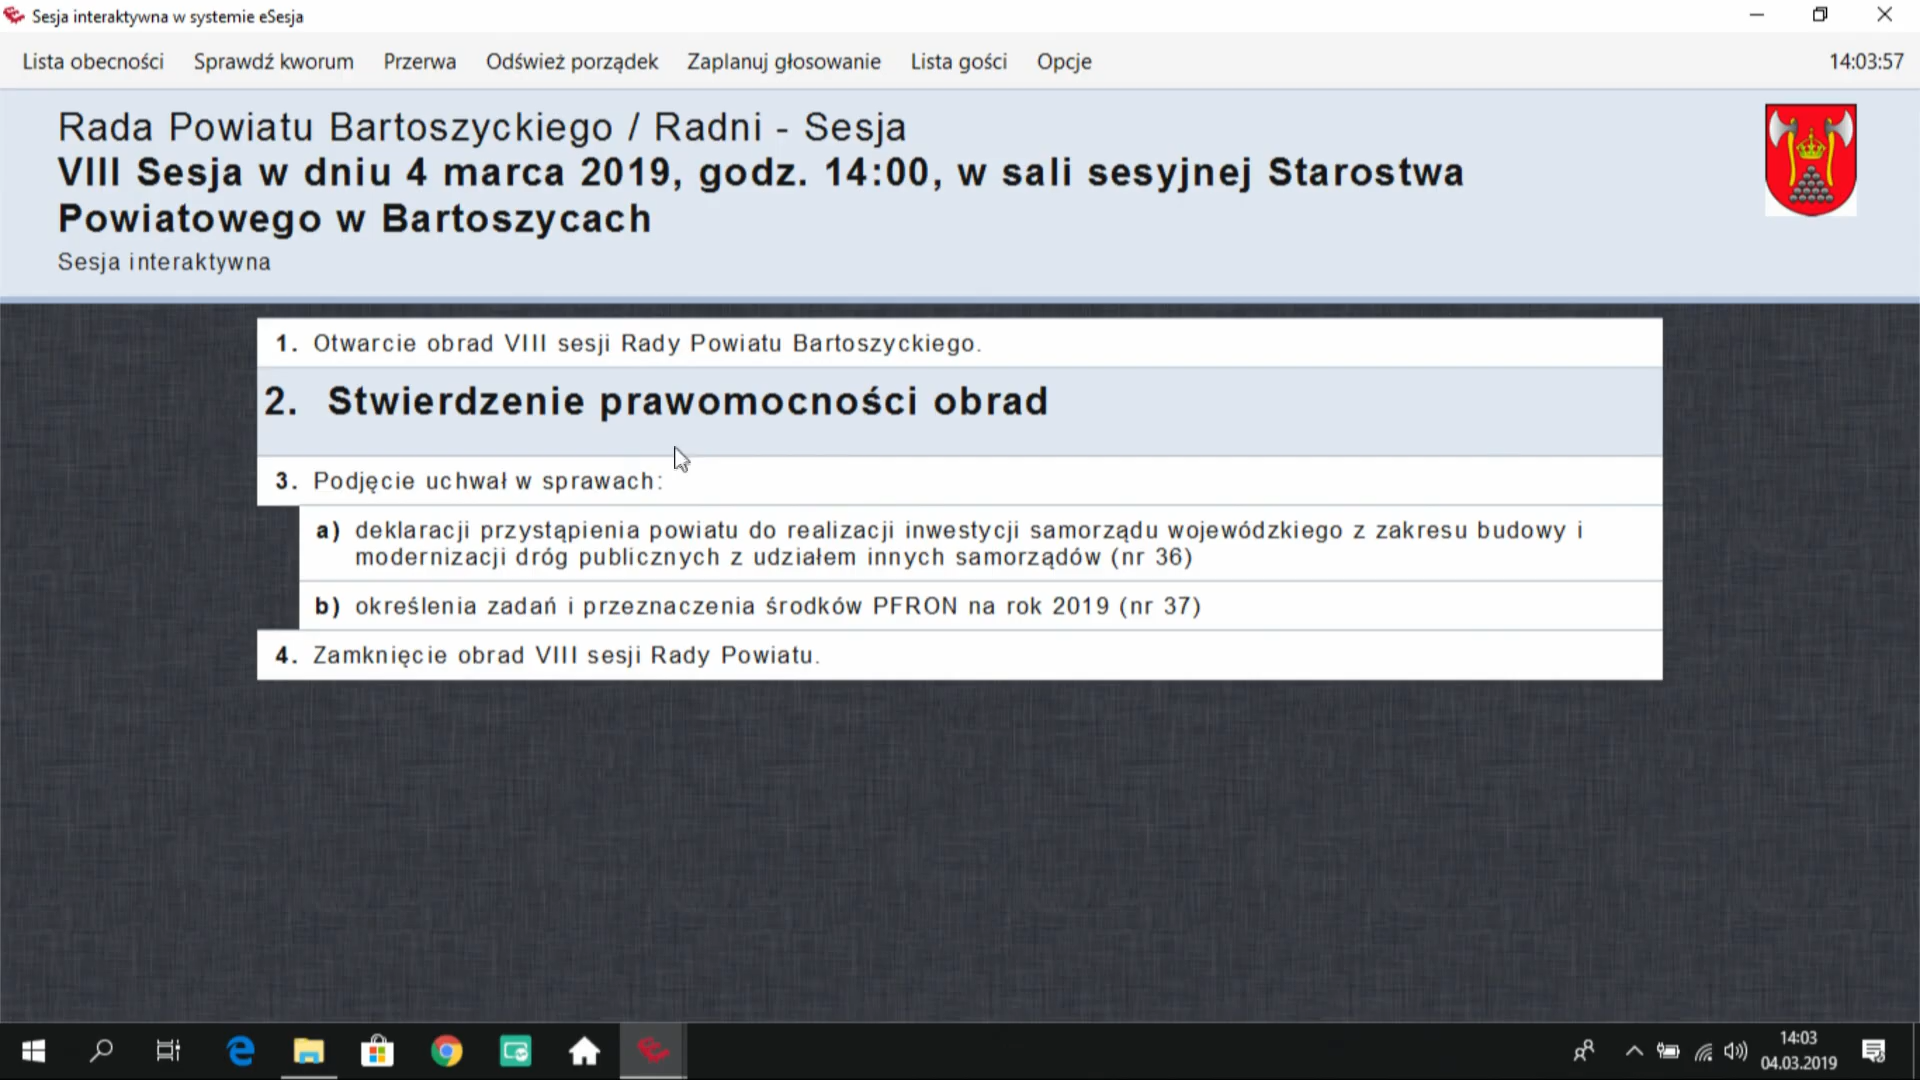 Sesja interaktywna w systemie eSesja
Lista obecności Sprawdź kworum Przerwa Odśwież porządek Zaplanuj głosowanie Lista gości Opcje 14:03:57
Rada Powiatu Bartoszyckiego / Radni - Sesja
VIII Sesja w dniu 4 marca 2019, godz. 14:00, w sali sesyjnej Starostwa
Powiatowego w Bartoszycach
Sesja interaktywna
1. Otwarcie obrad VIII sesji Rady Powiatu Bartoszyckiego.
2. Stwierdzenie prawomocności obrad
3. Podjęcie uchwał w sprawach:
a) deklaracji przystąpienia powiatu do realizacji inwestycji samorządu wojewódzkiego z zakresu budowy i
modernizacji dróg publicznych z udziałem innych samorządów (nr 36)
b) określenia zadań i przeznaczenia środków PFRON na rok 2019 (nr 37)
4. Zamknięcie obrad VIII sesji Rady Powiatu.
14:03
04.03.2019